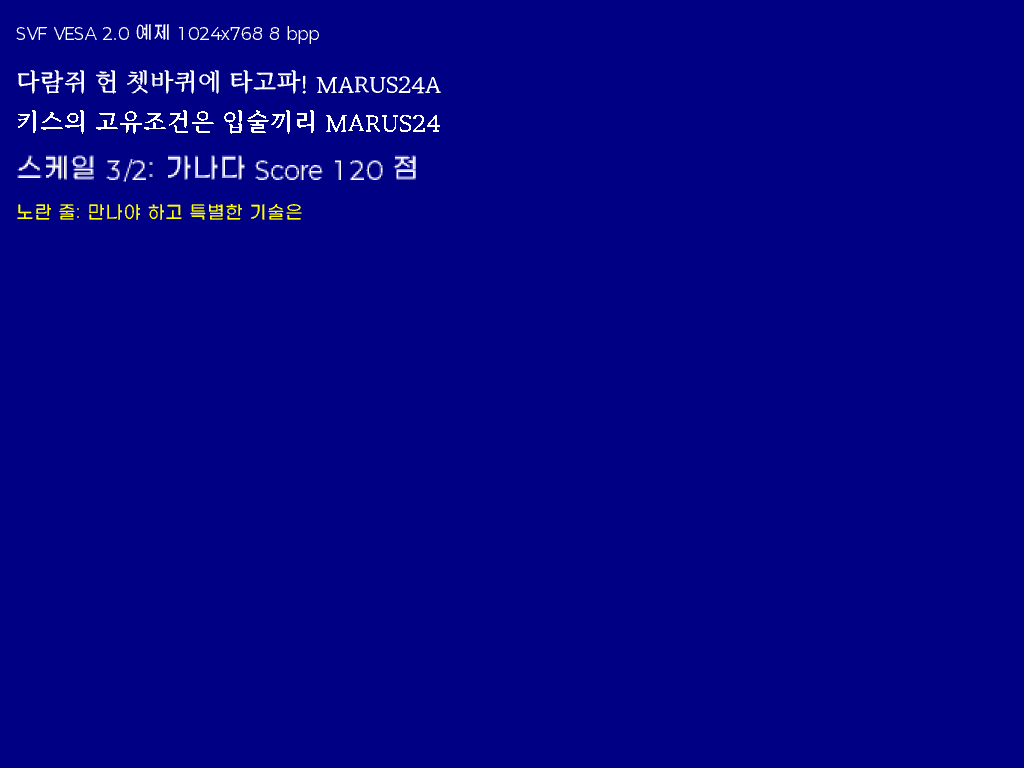 SVF VESA 2.0 예제 1024x768 8 bpp
다람쥐 헌 쳇바퀴에 타고파! MARUS24A
키스의 고유조건은 입술끼리 MARUS24
스케일 3/2: 가나다 Score 120 점
노란 줄: 만나야 하고 특별한 기술은